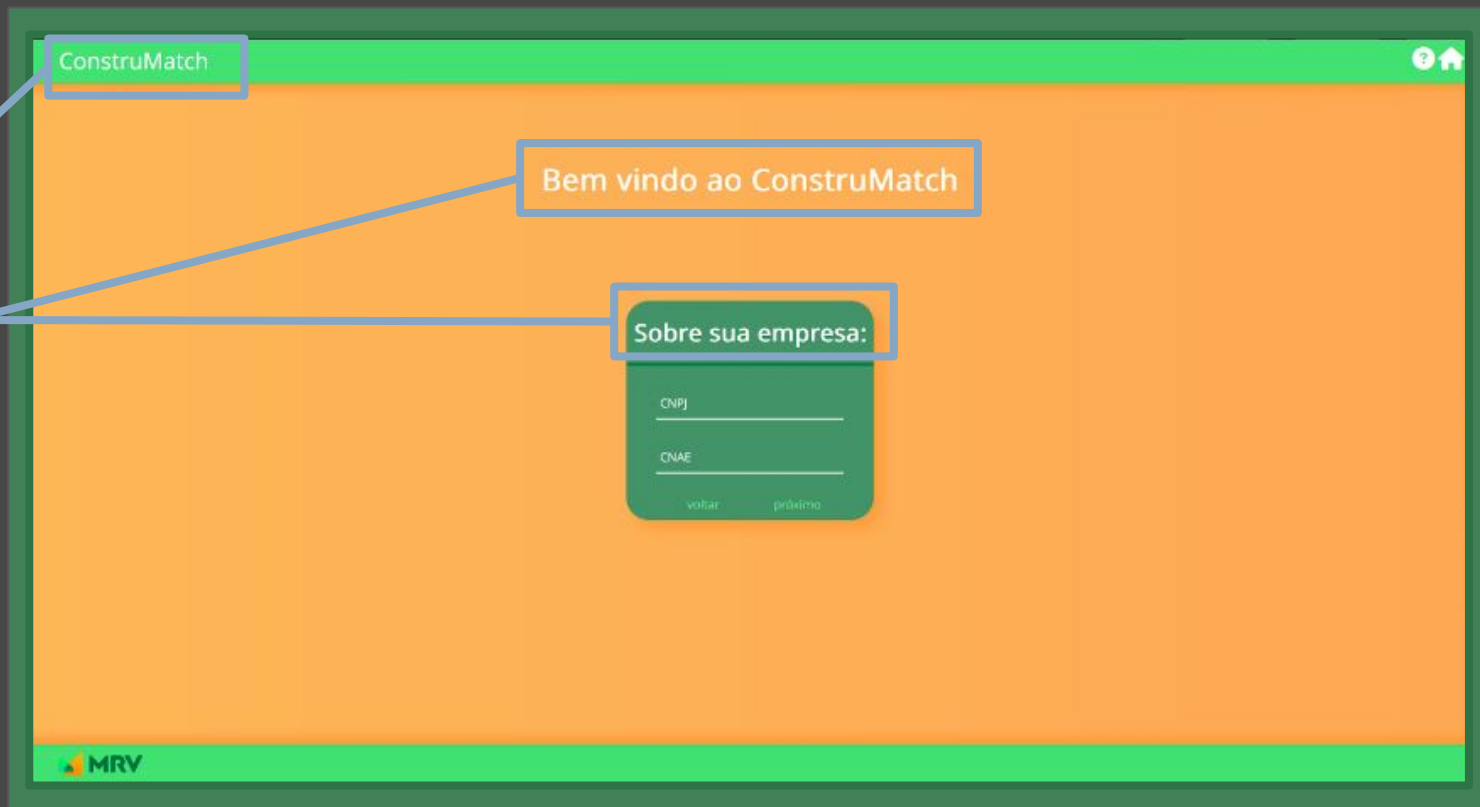 ConstruMatch
Bem vindo ao ConstruMatch
Sobre sua empresa:
CNPJ
CNAE
voltar próximo
MRV